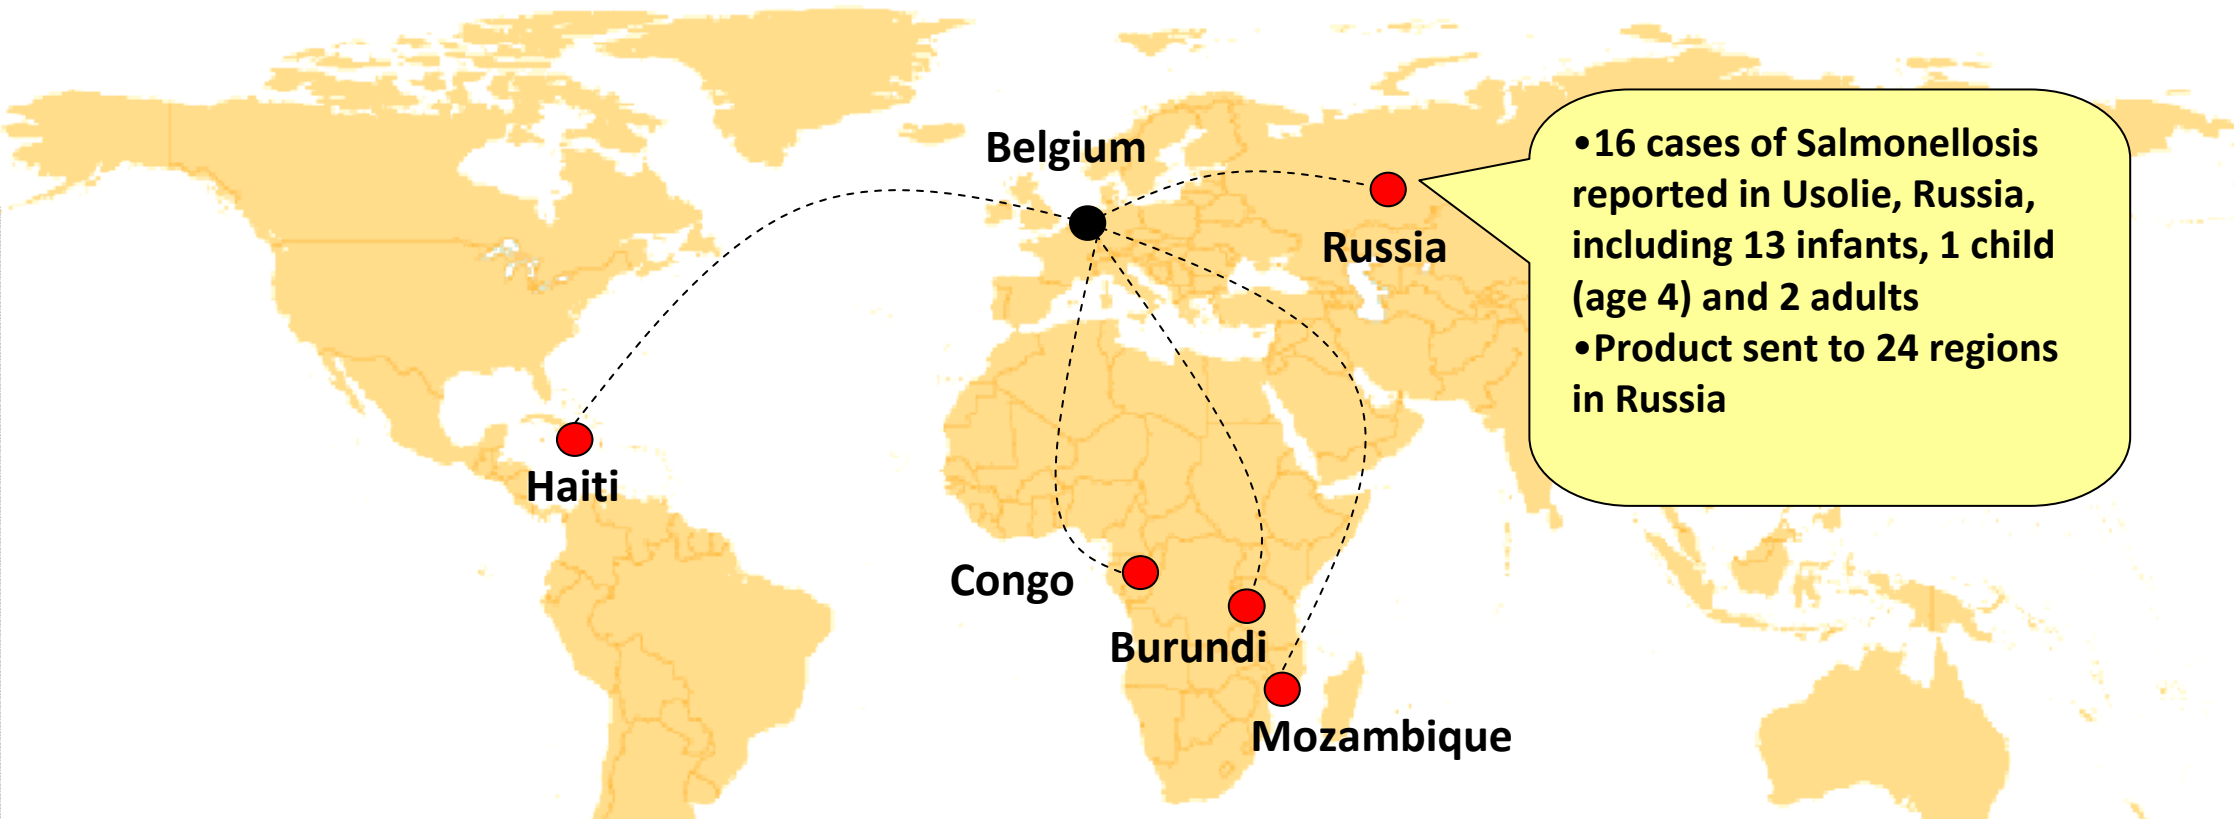 Belgium
•16 cases of Salmonellosis
reported in Usolie, Russia,
including 13 infants, 1 child
(age 4) and 2 adults
•Product sent to 24 regions
in Russia
Russia
Haiti
Congo
Burundi
Mozambique